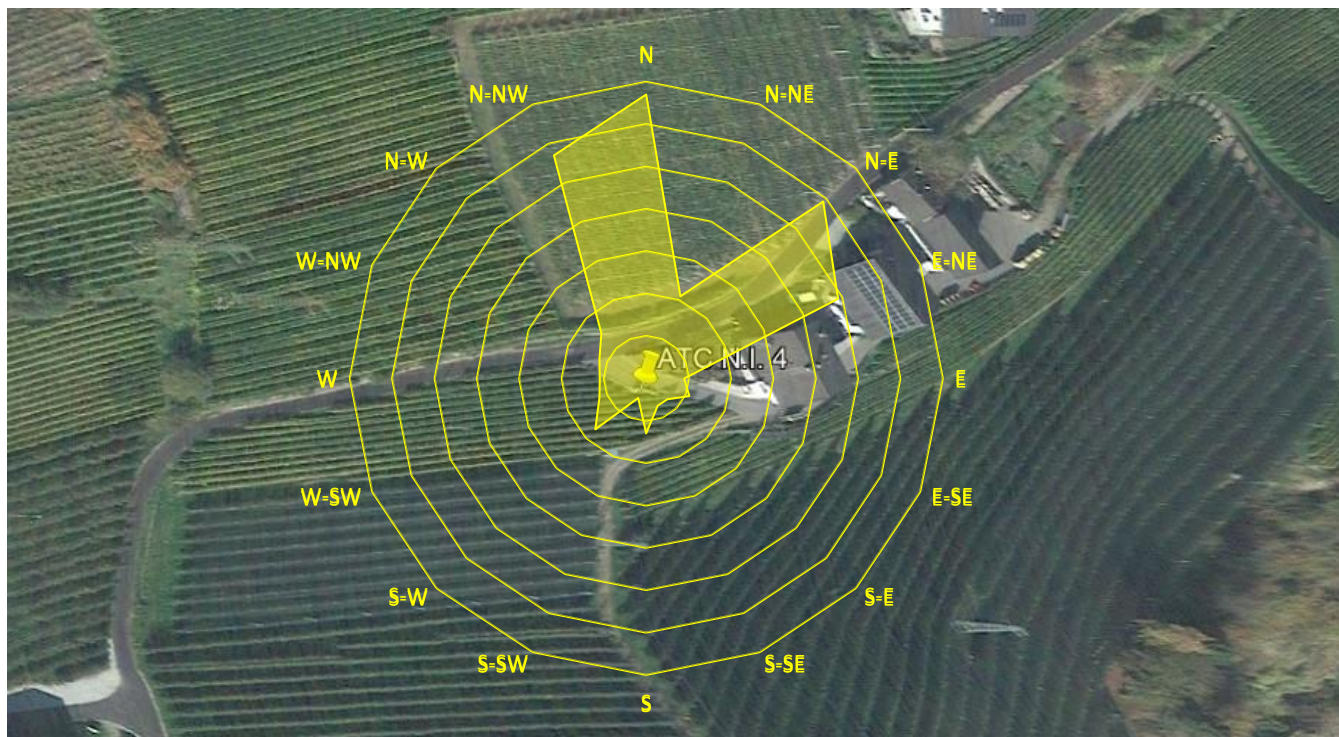 N
N-NW
N-NE
N-W
N-E
W-NW
E-NE
ATC N.I. 4
W
E
W-SW
E-SE
S-W
S-E
S-SW
S-SE
S